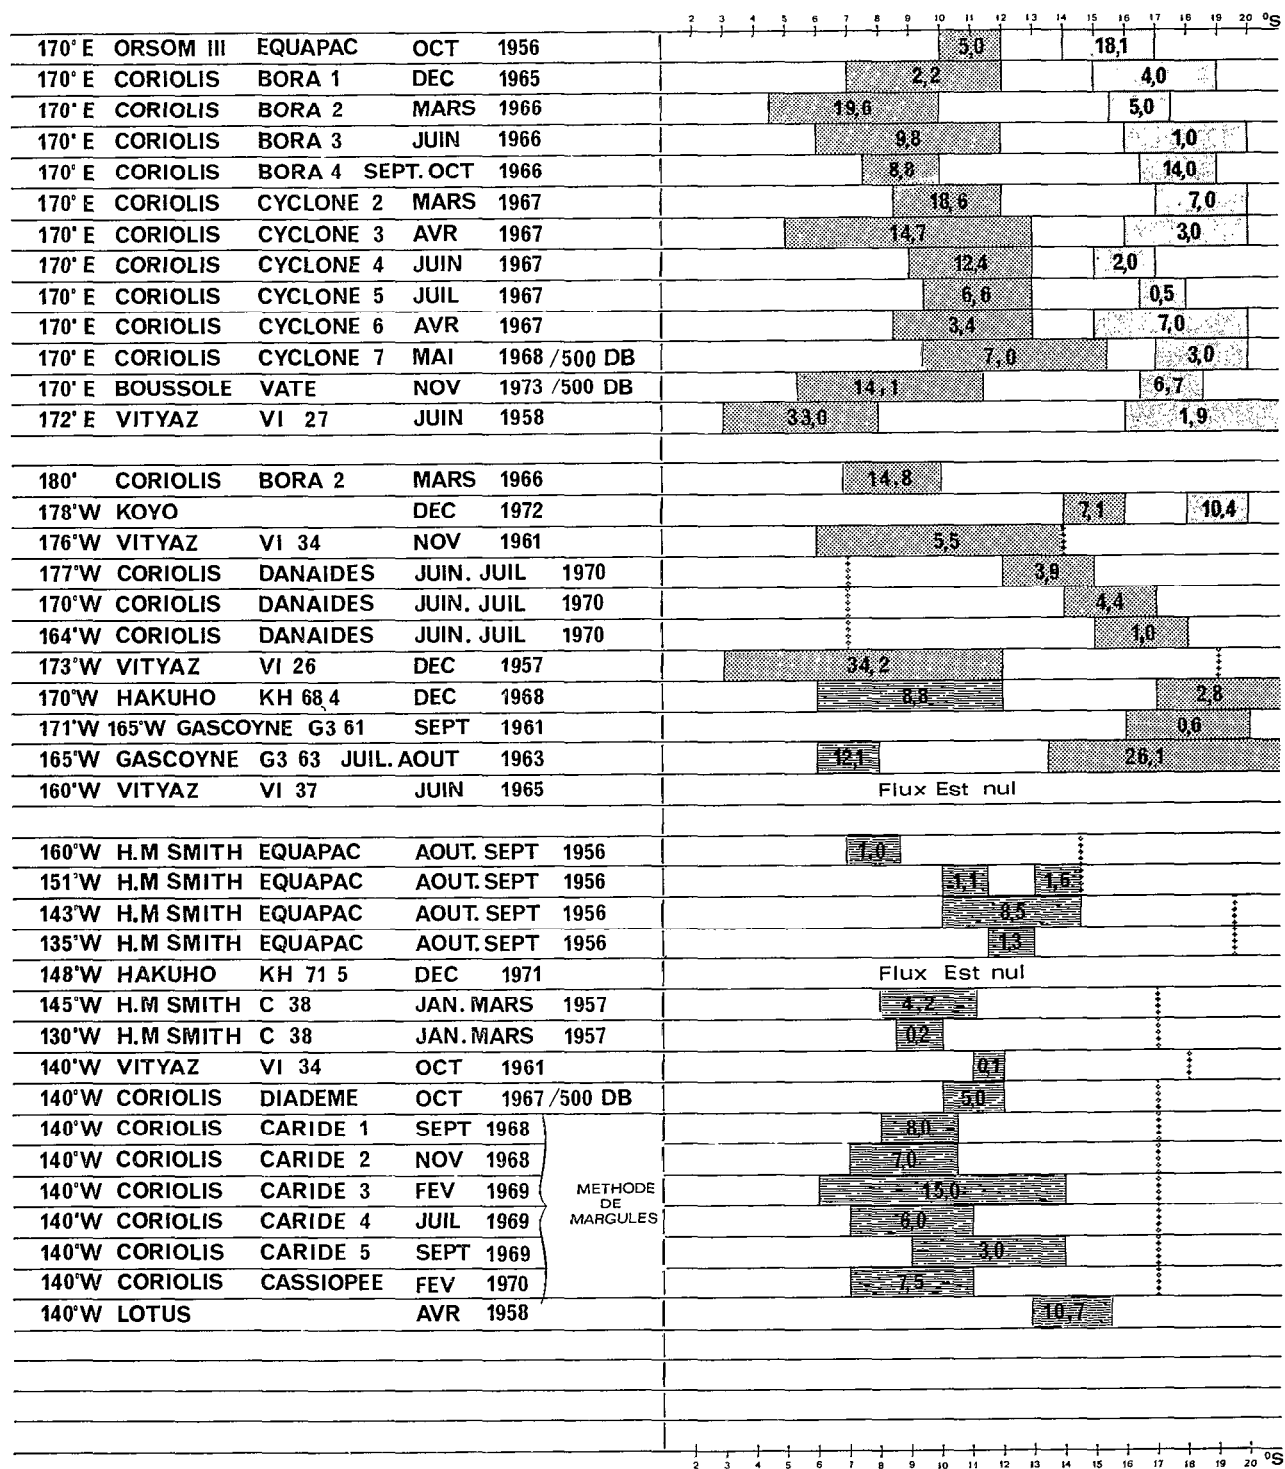 2 3 4 5 6 7 8 9 10 11 12 13 14 15 16 17 18 19 20 °S
170° E ORSOM III EQUAPAC OCT 1956 5,0 18,1
170° E CORIOLIS BORA 1 DEC 1965 2,2 4,0
170° E CORIOLIS BORA 2 MARS 1966 19,6 5,0
170° E CORIOLIS BORA 3 JUIN 1966 9,8 1,0
170° E CORIOLIS BORA 4 SEPT. OCT 1966 8,8 14,0
170° E CORIOLIS CYCLONE 2 MARS 1967 18,6 7,0
170° E CORIOLIS CYCLONE 3 AVR 1967 14,7 3,0
170° E CORIOLIS CYCLONE 4 JUIN 1967 12,4 2,0
170° E CORIOLIS CYCLONE 5 JUIL 1967 6,6 0,5
170° E CORIOLIS CYCLONE 6 AVR 1967 3,4 7,0
170° E CORIOLIS CYCLONE 7 MAI 1968 /500 DB 7,0 3,0
170° E BOUSSOLE VATE NOV 1973 /500 DB 14,1 6,7
172° E VITYAZ VI 27 JUIN 1958 33,0 1,9
180° CORIOLIS BORA 2 MARS 1966 14,8
178°W KOYO DEC 1972 7,1 10,4
176°W VITYAZ VI 34 NOV 1961 5,5
177°W CORIOLIS DANAIDES JUIN. JUIL 1970 3,9
170°W CORIOLIS DANAIDES JUIN. JUIL 1970 4,4
164°W CORIOLIS DANAIDES JUIN. JUIL 1970 1,0
173°W VITYAZ VI 26 DEC 1957 34,2
170°W HAKUHO KH 68,4 DEC 1968 8,8 2,8
171°W 165°W GASCOYNE G3 61 SEPT 1961 0,6
165°W GASCOYNE G3 63 JUIL. AOUT 1963 12,1 26,1
160°W VITYAZ VI 37 JUIN 1965 Flux Est nul
160°W H.M SMITH EQUAPAC AOUT. SEPT 1956 1,0
151°W H.M SMITH EQUAPAC AOUT. SEPT 1956 1,1 1,6
143°W H.M SMITH EQUAPAC AOUT. SEPT 1956 8,5
135°W H.M SMITH EQUAPAC AOUT. SEPT 1956 1,3
148°W HAKUHO KH 71 5 DEC 1971 Flux Est nul
145°W H.M SMITH C 38 JAN. MARS 1957 4,2
130°W H.M SMITH C 38 JAN. MARS 1957 0,2
140°W VITYAZ VI 34 OCT 1961 0,1
140°W CORIOLIS DIADEME OCT 1967 /500 DB 5,0
140°W CORIOLIS CARIDE 1 SEPT 1968 8,0
140°W CORIOLIS CARIDE 2 NOV 1968 7,0
140°W CORIOLIS CARIDE 3 FEV 1969 15,0
140°W CORIOLIS CARIDE 4 JUIL 1969 6,0
140°W CORIOLIS CARIDE 5 SEPT 1969 3,0
140°W CORIOLIS CASSIOPEE FEV 1970 7,5
METHODE
DE
MARGULES
140°W LOTUS AVR 1958 10,7
2 3 4 5 6 7 8 9 10 11 12 13 14 15 16 17 18 19 20 °S